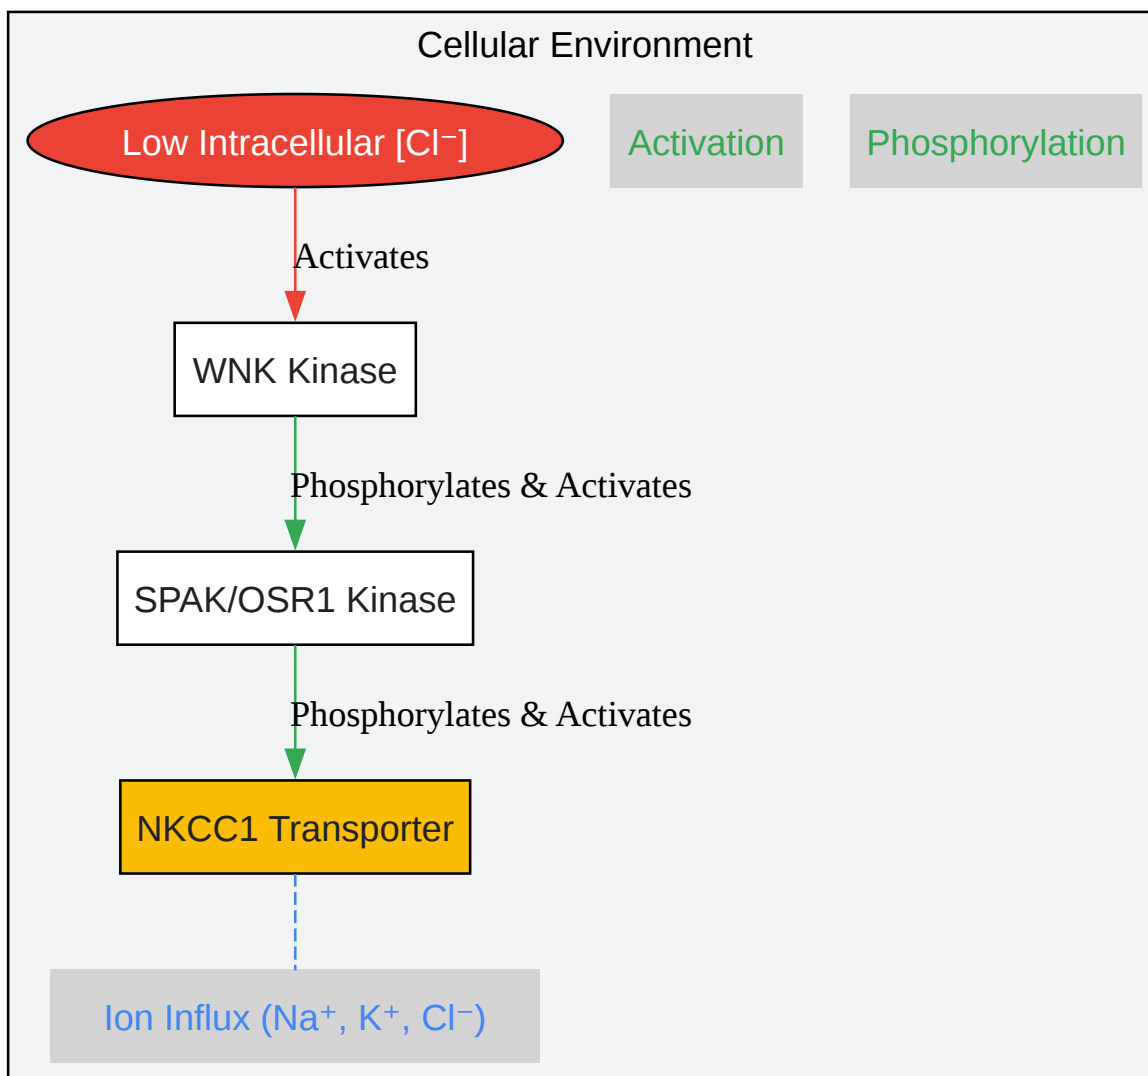 Cellular Environment
Low Intracellular [Cl⁻]
Activation
Phosphorylation
Activates
WNK Kinase
Phosphorylates & Activates
SPAK/OSR1 Kinase
Phosphorylates & Activates
NKCC1 Transporter
Ion Influx (Na⁺, K⁺, Cl⁻)